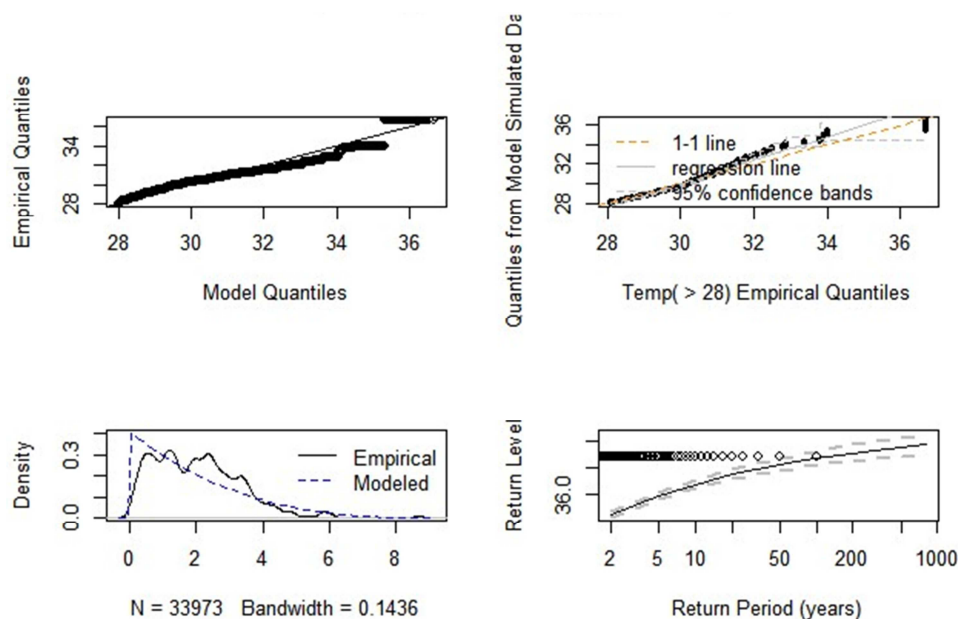 Empirical Quantiles
34
28
28 30 32 34 36
Model Quantiles
Quantiles from Model Simulated Da
36
32
28
1-1 line
regression line
95% confidence bands
28 30 32 34 36
Temp( > 28) Empirical Quantiles
Density
0.3
0.0
Empirical
Modeled
0 2 4 6 8
N = 33973 Bandwidth = 0.1436
Return Level
36.0
2 5 10 50 200 1000
Return Period (years)